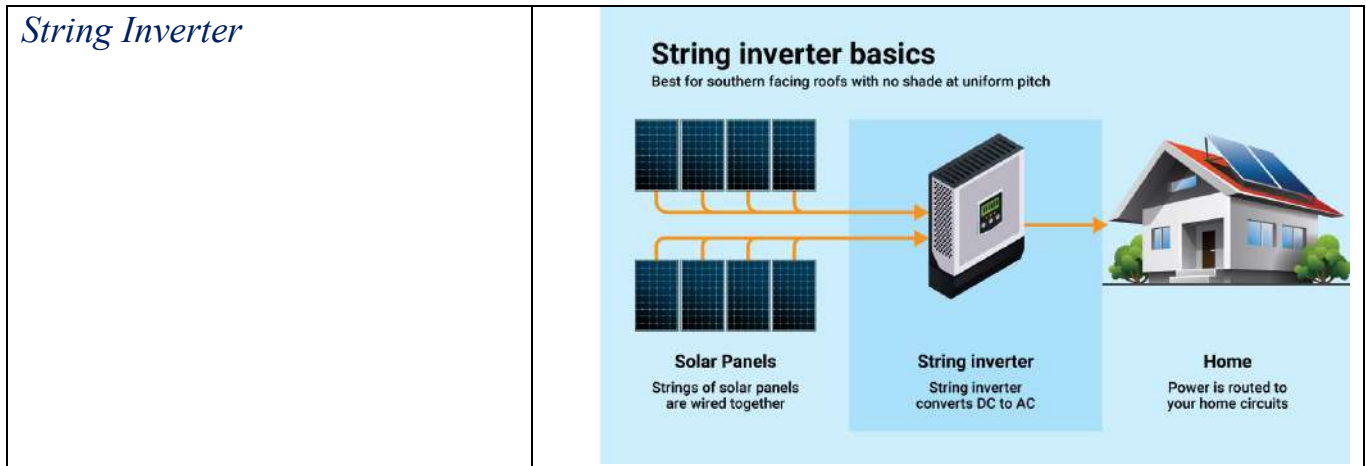 String Inverter
String inverter basics
Best for southern facing roofs with no shade at uniform pitch
Solar Panels
Strings of solar panels
are wired together
String inverter
String inverter
converts DC to AC
Home
Power is routed to
your home circuits